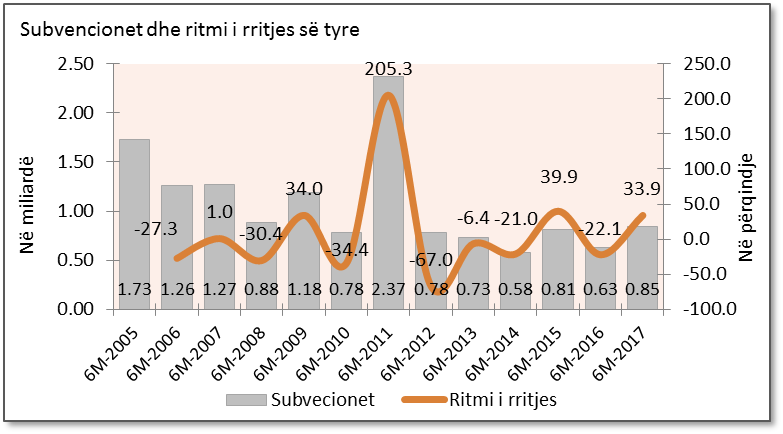 Subvencionet dhe ritmi i rritjes së tyre
2.50
2.00
1.50
1.00
0.50
0.00
Në miliardë
250.0
200.0
150.0
100.0
50.0
0.0
-50.0
-100.0
Në përqindje
-27.3
1.0
-30.4
34.0
-34.4
205.3
-67.0
-6.4
-21.0
39.9
-22.1
33.9
1.73 1.26 1.27 0.88 1.18 0.78 2.37 0.78 0.73 0.58 0.81 0.63 0.85
6M-2005
6M-2006
6M-2007
6M-2008
6M-2009
6M-2010
6M-2011
6M-2012
6M-2013
6M-2014
6M-2015
6M-2016
6M-2017
Subvecionet
Ritmi i rritjes